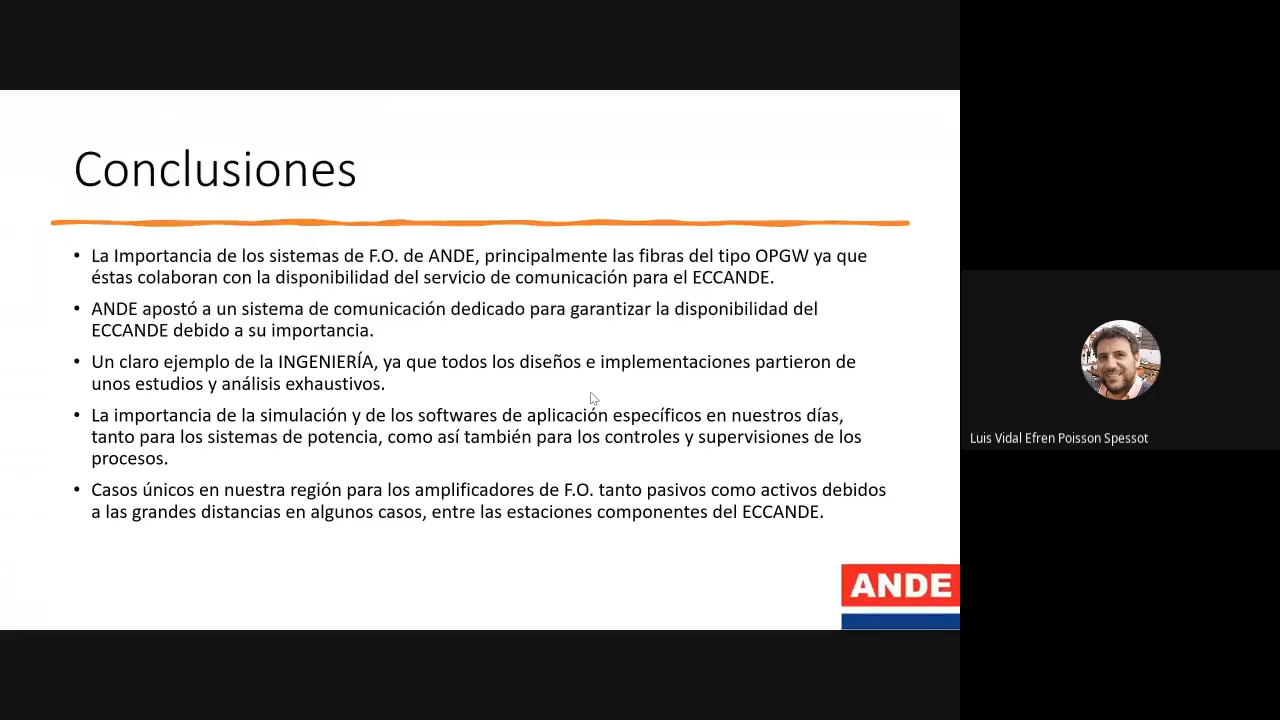 Conclusiones
• La Importancia de los sistemas de F.O. de ANDE, principalmente las fibras del tipo OPGW ya que
éstas colaboran con la disponibilidad del servicio de comunicación para el ECCANDE.
• ANDE apostó a un sistema de comunicación dedicado para garantizar la disponibilidad del
ECCANDE debido a su importancia.
• Un claro ejemplo de la INGENIERÍA, ya que todos los diseños e implementaciones partieron de
unos estudios y análisis exhaustivos.
• La importancia de la simulación y de los softwares de aplicación específicos en nuestros días,
tanto para los sistemas de potencia, como así también para los controles y supervisiones de los
procesos.
• Casos únicos en nuestra región para los amplificadores de F.O. tanto pasivos como activos debidos
a las grandes distancias en algunos casos, entre las estaciones componentes del ECCANDE.
ANDE
Luis Vidal Efren Poisson Spessot